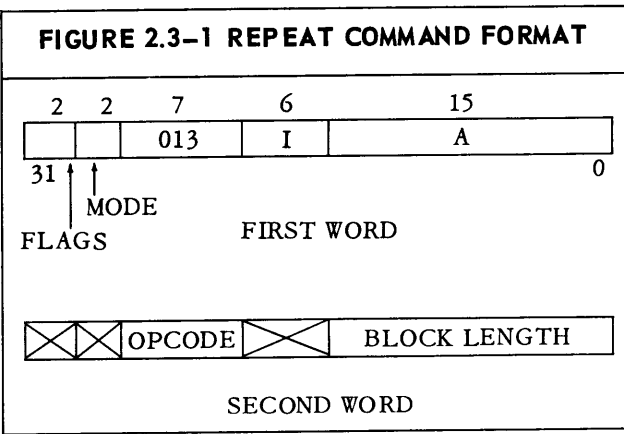 FIGURE 2.3–1 REPEAT COMMAND FORMAT
2 2 7 6 15
013 I A
31 0
MODE
FLAGS FIRST WORD
OPCODE BLOCK LENGTH
SECOND WORD